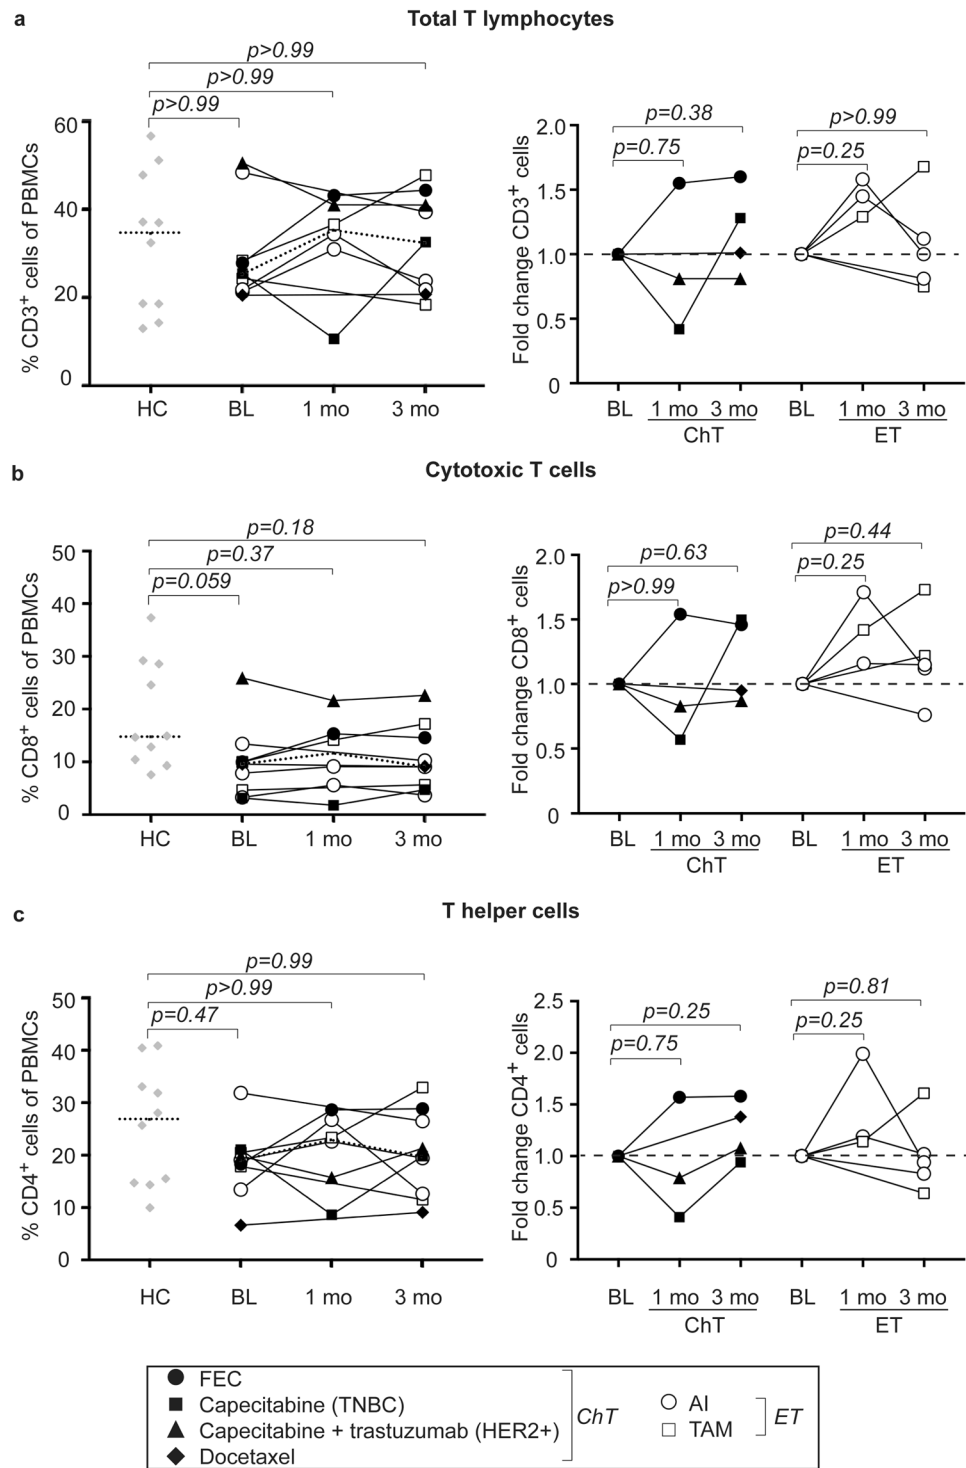 a
Total T lymphocytes
p>0.99
p>0.99
p>0.99
% CD3+ cells of PBMCs
60
40
20
0
HC BL 1 mo 3 mo
p=0.38
p=0.75
p>0.99
p=0.25
Fold change CD3+ cells
2.0
1.5
1.0
0.5
0
BL 1 mo 3 mo BL 1 mo 3 mo
ChT ET
b
Cytotoxic T cells
p=0.18
p=0.37
p=0.059
% CD8+ cells of PBMCs
50
40
30
20
10
0
HC BL 1 mo 3 mo
p=0.63
p>0.99
p=0.44
p=0.25
Fold change CD8+ cells
2.0
1.5
1.0
0.5
0
BL 1 mo 3 mo BL 1 mo 3 mo
ChT ET
c
T helper cells
p=0.99
p>0.99
p=0.47
% CD4+ cells of PBMCs
50
40
30
20
10
0
HC BL 1 mo 3 mo
p=0.25
p=0.75
p=0.81
p=0.25
Fold change CD4+ cells
2.5
2.0
1.5
1.0
0.5
0
BL 1 mo 3 mo BL 1 mo 3 mo
ChT ET
FEC
Capecitabine (TNBC)
Capecitabine + trastuzumab (HER2+)
Docetaxel
ChT
AI
TAM
ET